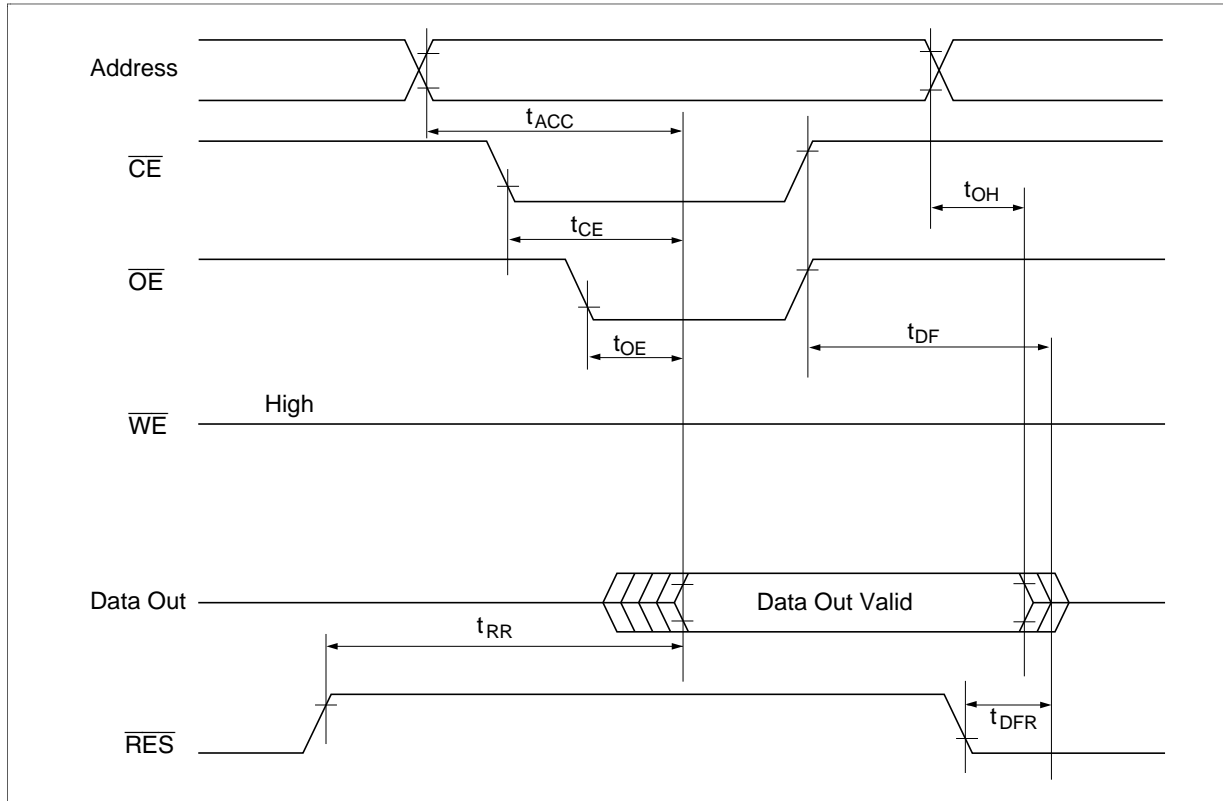 Address
tACC
CE
tOH
tCE
OE
tDF
tOE
High
WE
Data Out
Data Out Valid
tRR
tDFR
RES